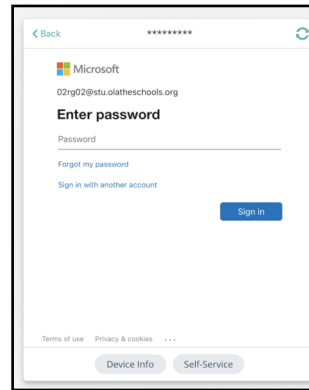 Back
*********
Microsoft
02rg02@stu.olatheschools.org
Enter password
Password
Forgot my password
Sign in with another account
Sign in
Terms of use Privacy & cookies ...
Device Info Self-Service